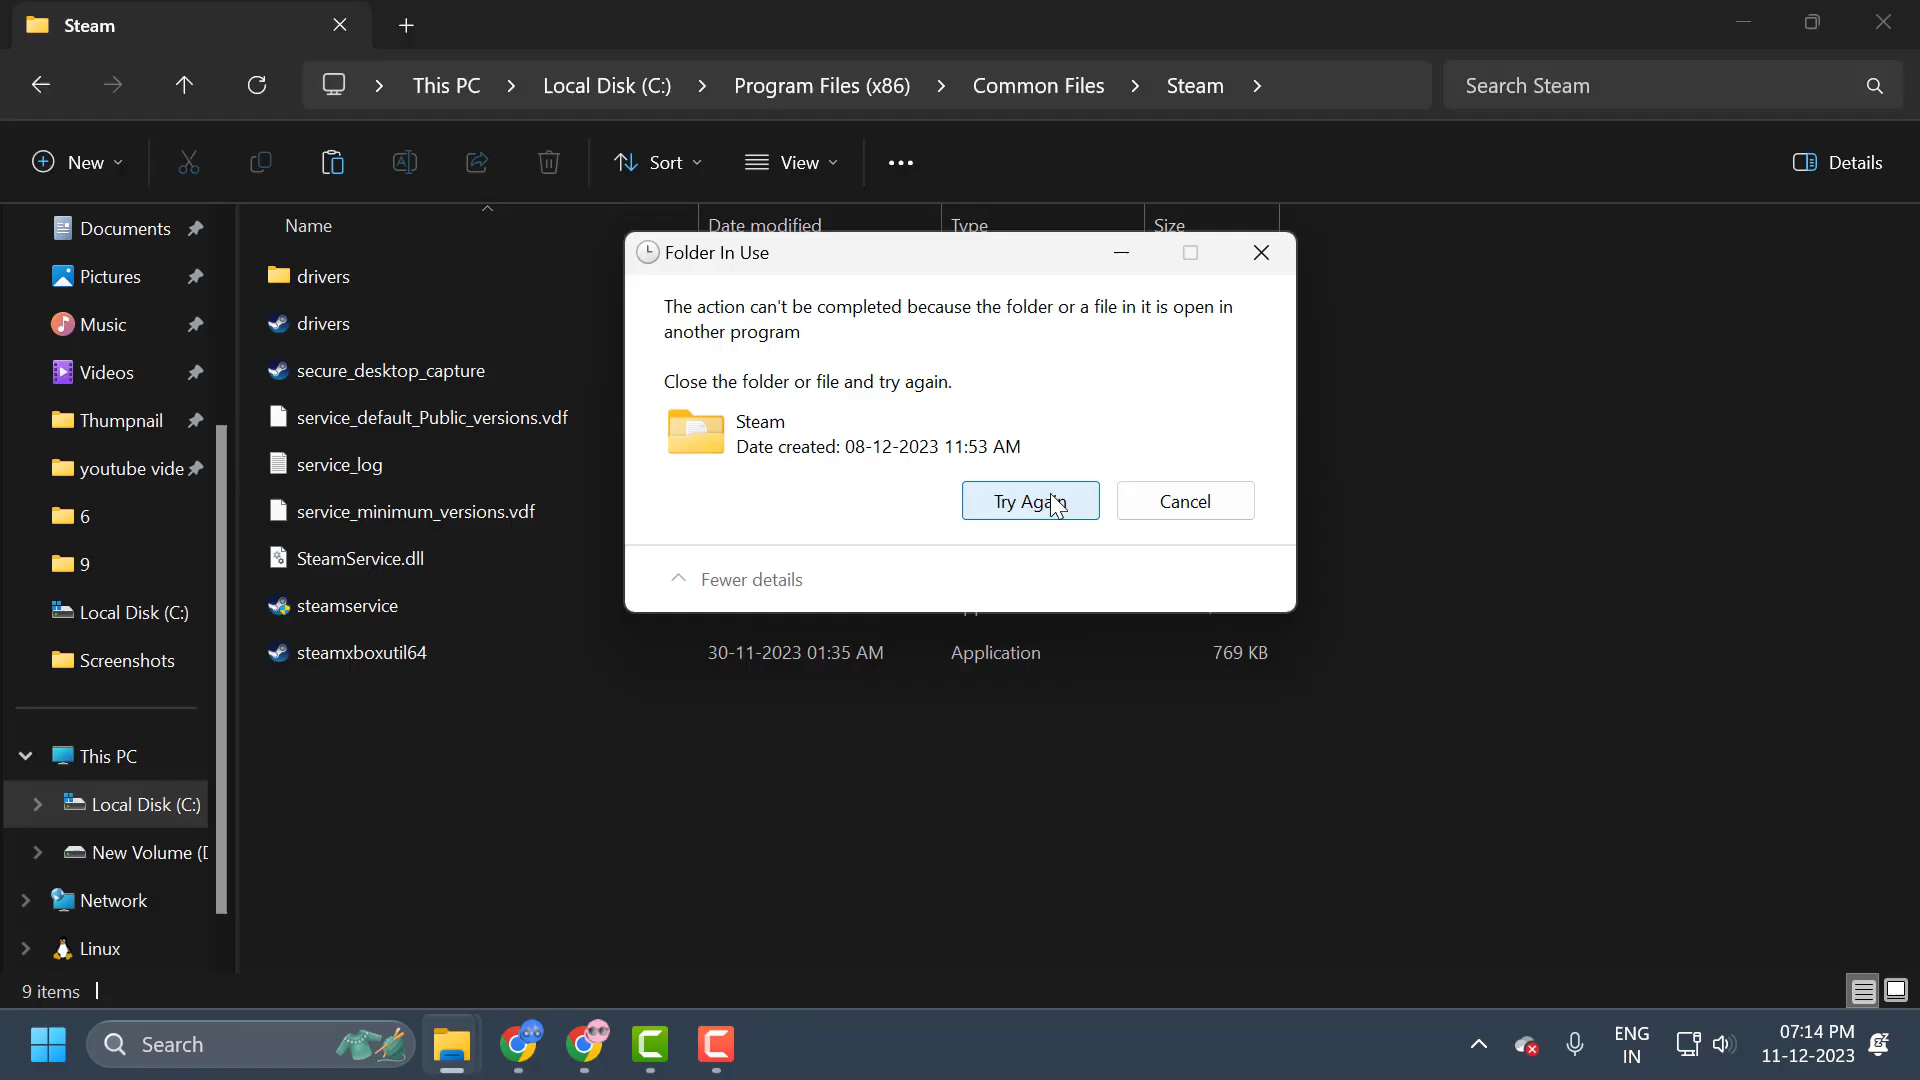 Steam
This PC
Local Disk (C:)
Program Files (x86)
Common Files
Steam
Search Steam
New
Sort
View
Details
Name
Date modified
Type
Size
Documents
Pictures
Music
Videos
Thumpnail
youtube vide
6
9
Local Disk (C:)
Screenshots
This PC
Local Disk (C:)
New Volume (D
Network
Linux
drivers
drivers
secure_desktop_capture
service_default_Public_versions.vdf
service_log
service_minimum_versions.vdf
SteamService.dll
steamservice
steamxboxutil64
30-11-2023 01:35 AM
Application
769 KB
Folder In Use
The action can't be completed because the folder or a file in it is open in
another program
Close the folder or file and try again.
Steam
Date created: 08-12-2023 11:53 AM
Try Again
Cancel
Fewer details
9 items
Search
ENG
IN
07:14 PM
11-12-2023